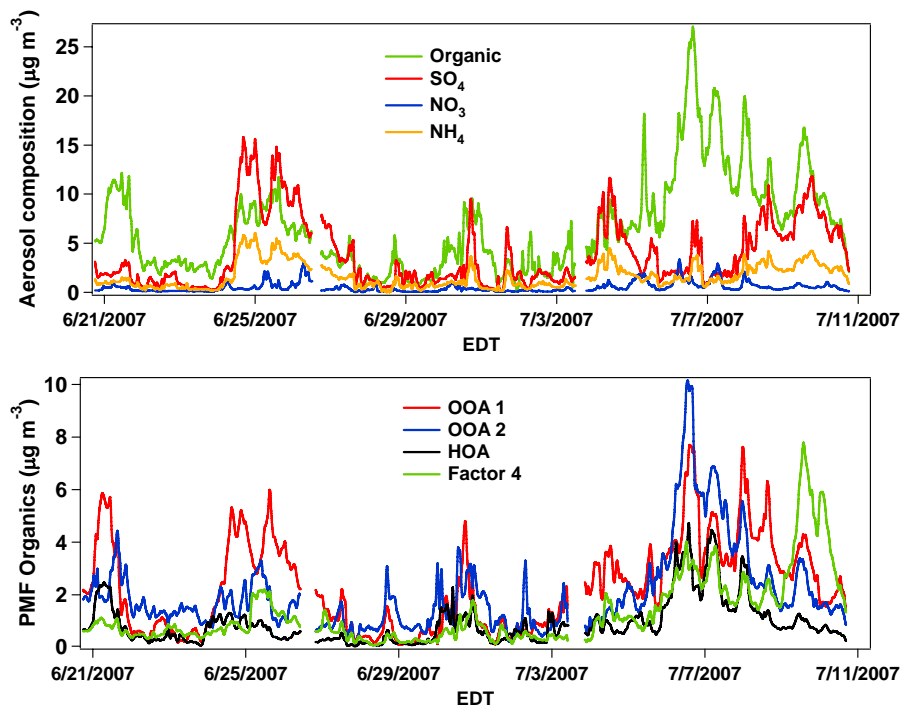 Aerosol composition (µg m⁻³)
25
20
15
10
5
0
Organic
SO₄
NO₃
NH₄
6/21/2007 6/25/2007 6/29/2007 7/3/2007 7/7/2007 7/11/2007
EDT
PMF Organics (µg m⁻³)
10
8
6
4
2
0
OOA 1
OOA 2
HOA
Factor 4
6/21/2007 6/25/2007 6/29/2007 7/3/2007 7/7/2007 7/11/2007
EDT